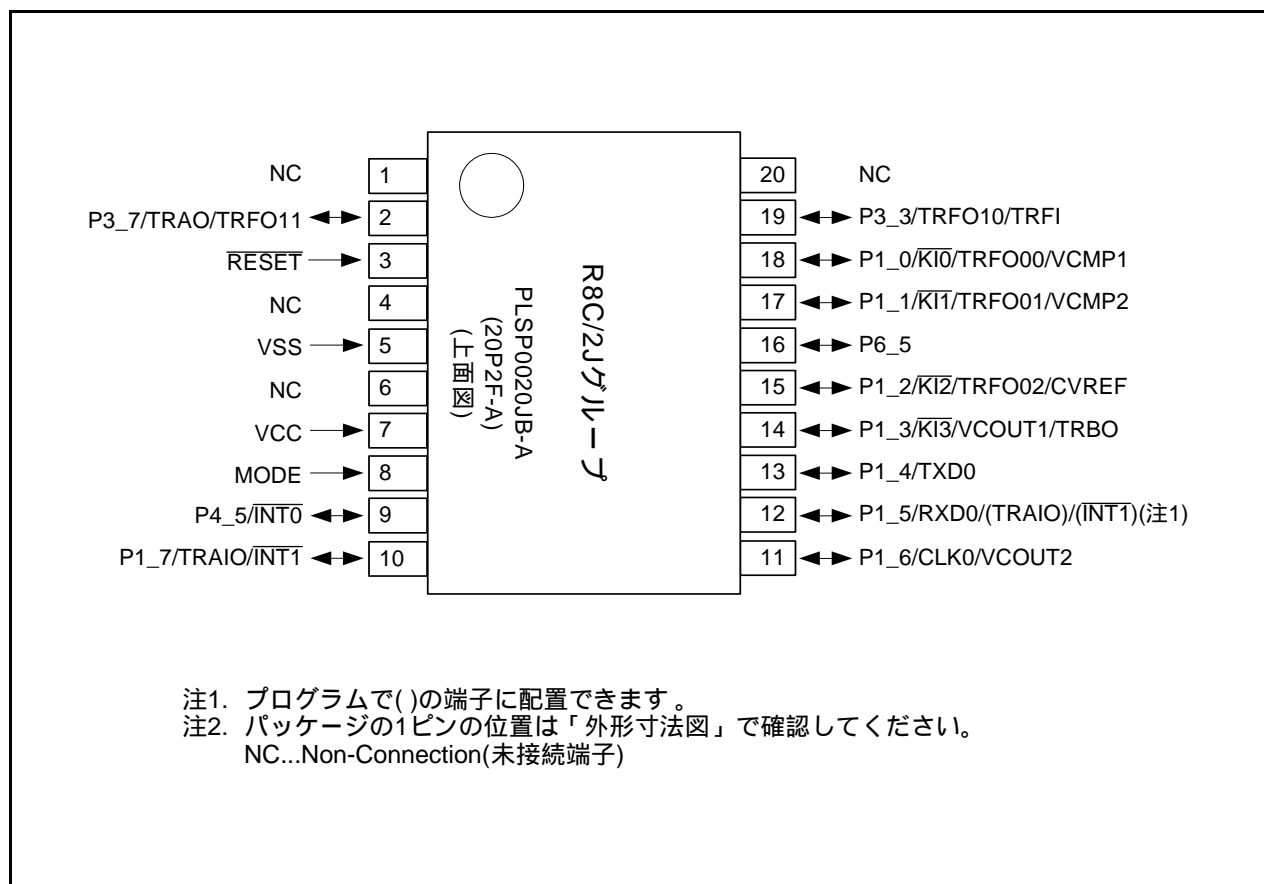 NC 1
P3_7/TRAO/TRFO11 2
RESET 3
NC 4
VSS 5
NC 6
VCC 7
MODE 8
P4_5/INT0 9
P1_7/TRAIO/INT1 10
R8C/2Jグループ
PLSP0020JB-A
(20P2F-A)
(上面図)
20 NC
19 P3_3/TRFO10/TRFI
18 P1_0/KI0/TRFO00/VCMP1
17 P1_1/KI1/TRFO01/VCMP2
16 P6_5
15 P1_2/KI2/TRFO02/CVREF
14 P1_3/KI3/VCOUT1/TRBO
13 P1_4/TXD0
12 P1_5/RXD0/(TRAIO)/(INT1)(注1)
11 P1_6/CLK0/VCOUT2
注1. プログラムで( )の端子に配置できます。
注2. パッケージの1ピンの位置は「外形寸法図」で確認してください。
NC...Non-Connection(未接続端子)